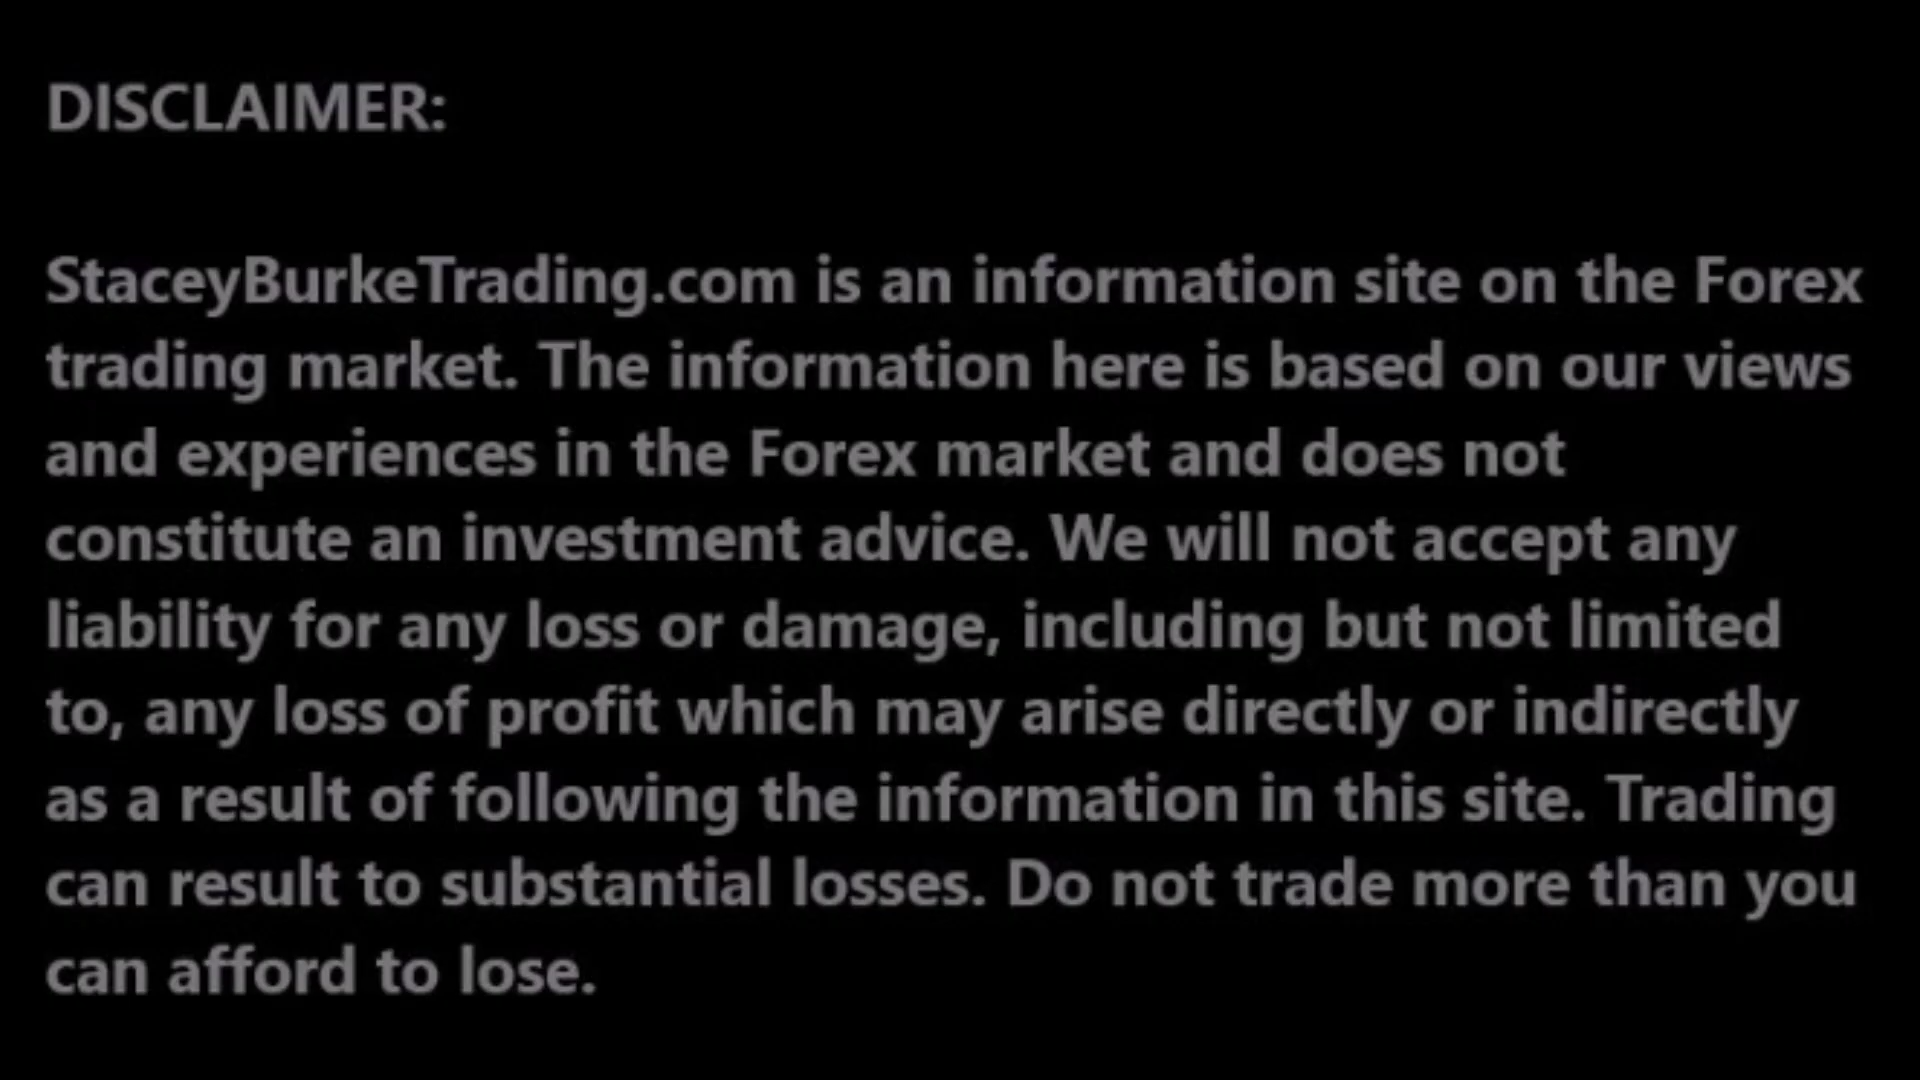 DISCLAIMER:
StaceyBurkeTrading.com is an information site on the Forex
trading market. The information here is based on our views
and experiences in the Forex market and does not
constitute an investment advice. We will not accept any
liability for any loss or damage, including but not limited
to, any loss of profit which may arise directly or indirectly
as a result of following the information in this site. Trading
can result to substantial losses. Do not trade more than you
can afford to lose.